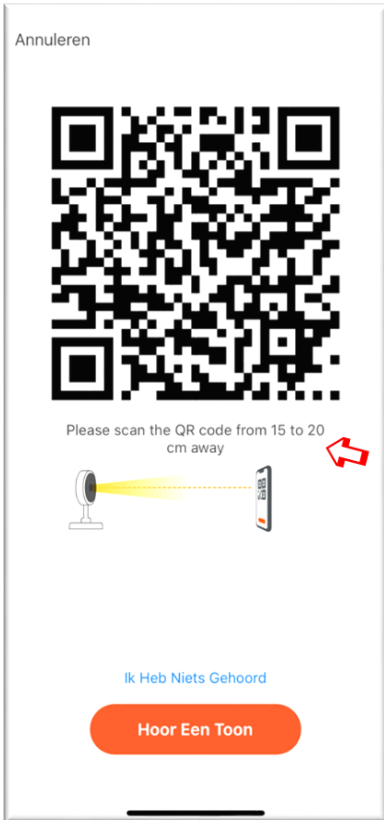 Annuleren
Please scan the QR code from 15 to 20
cm away
Ik Heb Niets Gehoord
Hoor Een Toon